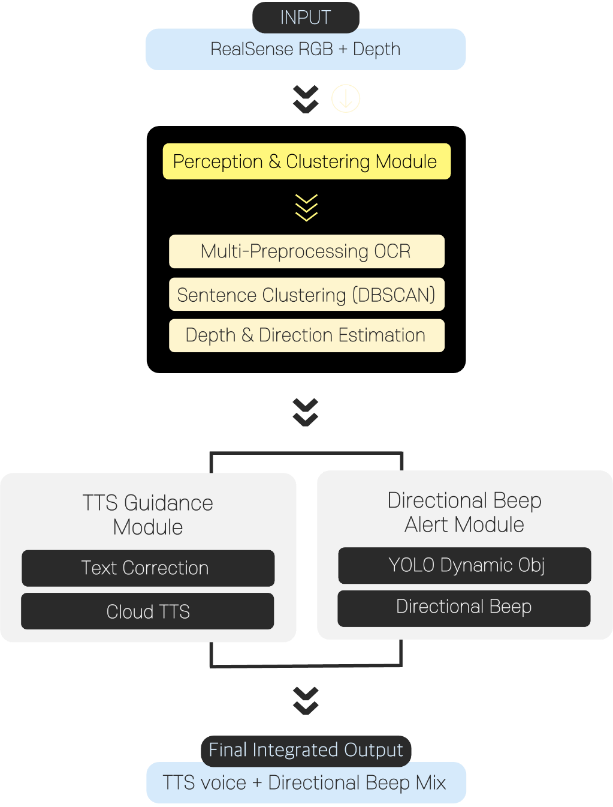 INPUT
RealSense RGB + Depth
Perception & Clustering Module
Multi-Preprocessing OCR
Sentence Clustering (DBSCAN)
Depth & Direction Estimation
TTS Guidance
Module
Text Correction
Cloud TTS
Directional Beep
Alert Module
YOLO Dynamic Obj
Directional Beep
Final Integrated Output
TTS voice + Directional Beep Mix